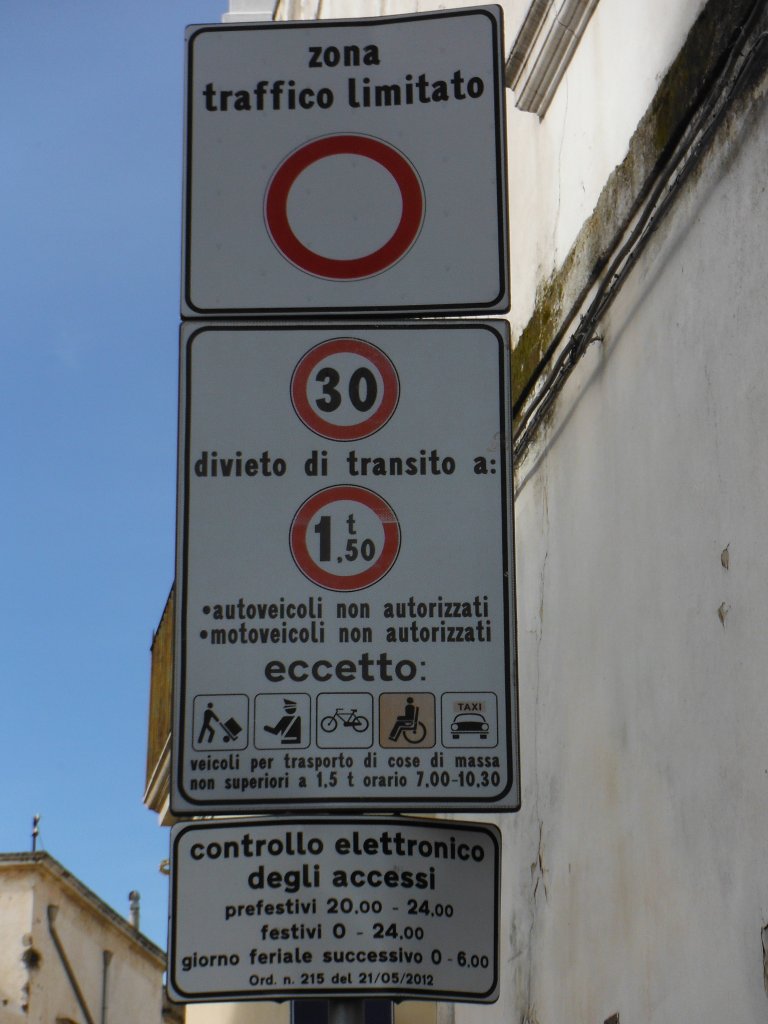 zona
traffico limitato
30
divieto di transito a:
1,50 t
•autoveicoli non autorizzati
•motoveicoli non autorizzati
eccetto:
TAXI
veicoli per trasporto di cose di massa
non superiori a 1,5 t orario 7.00-10.30
controllo elettronico
degli accessi
prefestivi 20.00 - 24.00
festivi 0 - 24.00
giorno feriale successivo 0 - 6.00
Ord. n. 215 del 21/05/2012